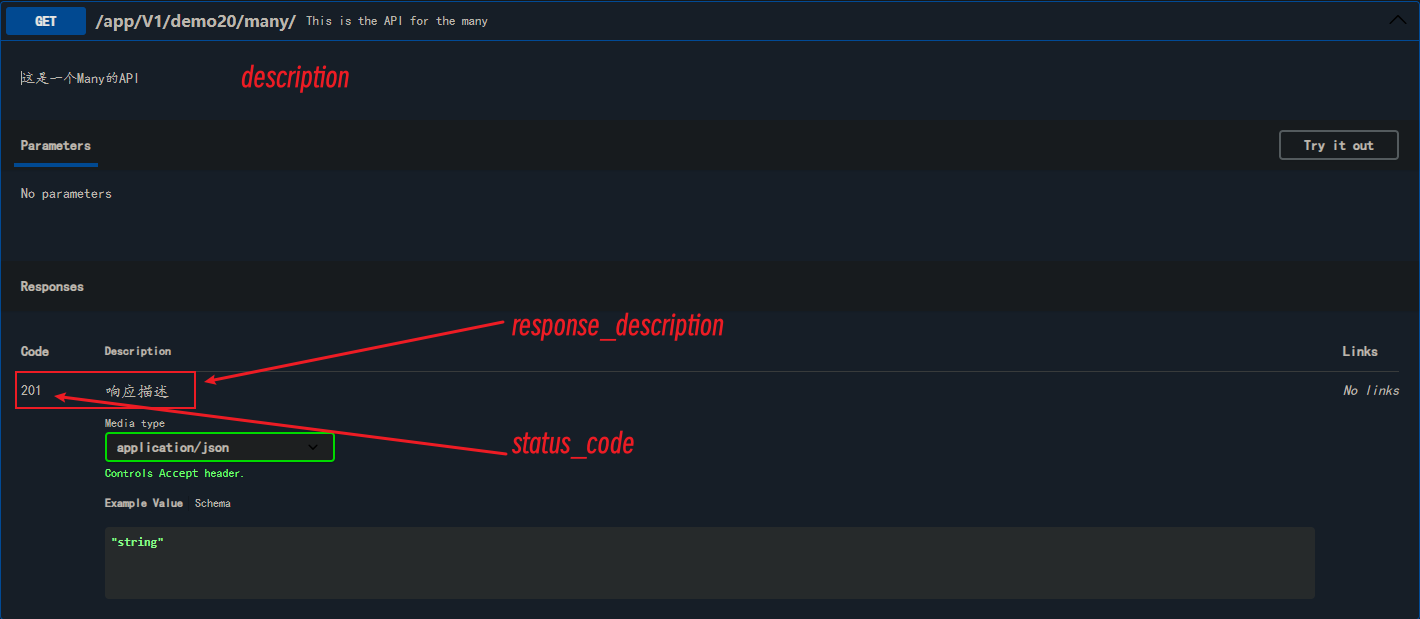 GET /app/V1/demo20/many/ This is the API for the many
这是一个Many的API description
Parameters Try it out
No parameters
Responses
response_description
Code Description Links
201 响应描述 No links
Media type
application/json
status_code
Controls Accept header.
Example Value Schema
"string"